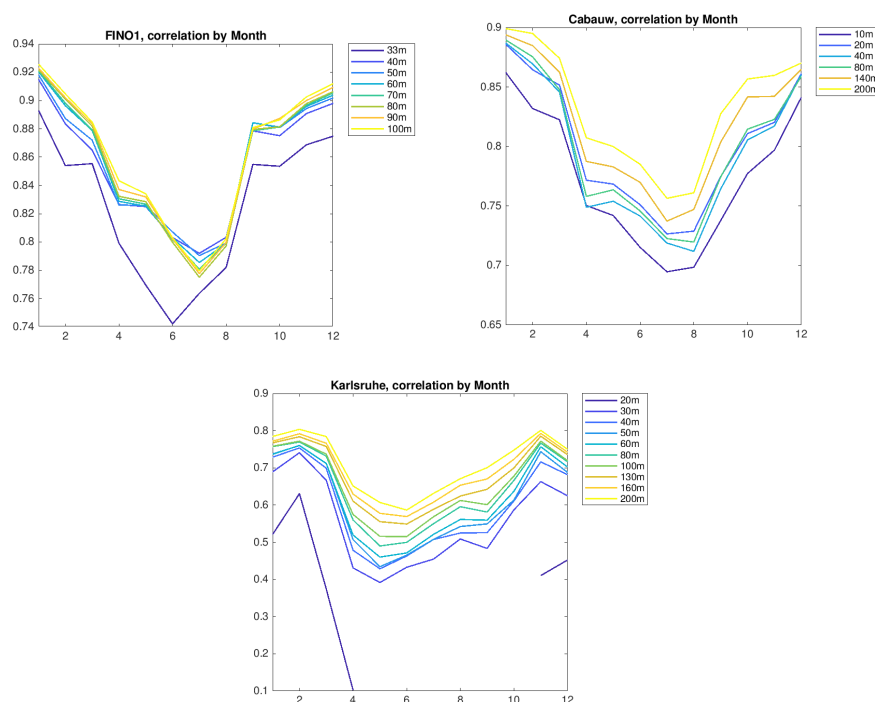 FINO1, correlation by Month
0.94
0.92
0.9
0.88
0.86
0.84
0.82
0.8
0.78
0.76
0.74
2 4 6 8 10 12
33m
40m
50m
60m
70m
80m
90m
100m
Cabauw, correlation by Month
0.9
0.85
0.8
0.75
0.7
0.65
2 4 6 8 10 12
10m
20m
40m
80m
140m
200m
Karlsruhe, correlation by Month
0.9
0.8
0.7
0.6
0.5
0.4
0.3
0.2
0.1
2 4 6 8 10 12
20m
30m
40m
50m
60m
80m
100m
130m
160m
200m